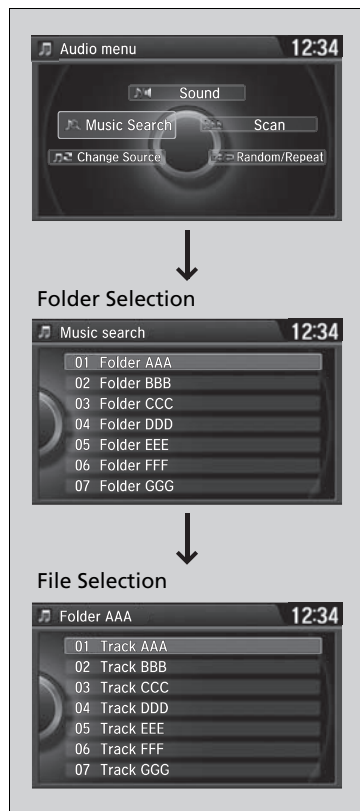 Audio menu 12:34
Sound
Music Search Scan
Change Source Random/Repeat
Folder Selection
Music search 12:34
01 Folder AAA
02 Folder BBB
03 Folder CCC
04 Folder DDD
05 Folder EEE
06 Folder FFF
07 Folder GGG
File Selection
Folder AAA 12:34
01 Track AAA
02 Track BBB
03 Track CCC
04 Track DDD
05 Track EEE
06 Track FFF
07 Track GGG